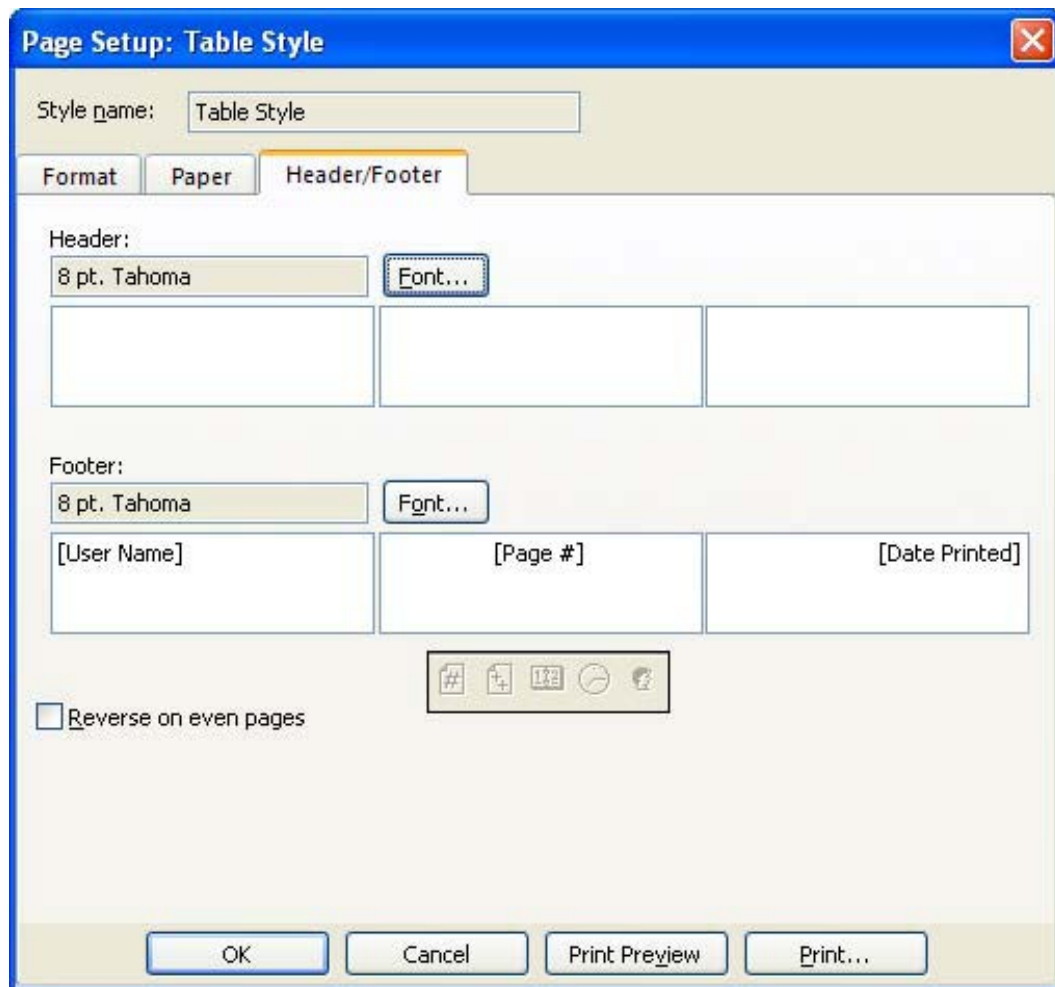 Page Setup: Table Style
Style name: Table Style
Format Paper Header/Footer
Header:
8 pt. Tahoma Font...
Footer:
8 pt. Tahoma Font...
[User Name] [Page #] [Date Printed]
Reverse on even pages
OK Cancel Print Preview Print...